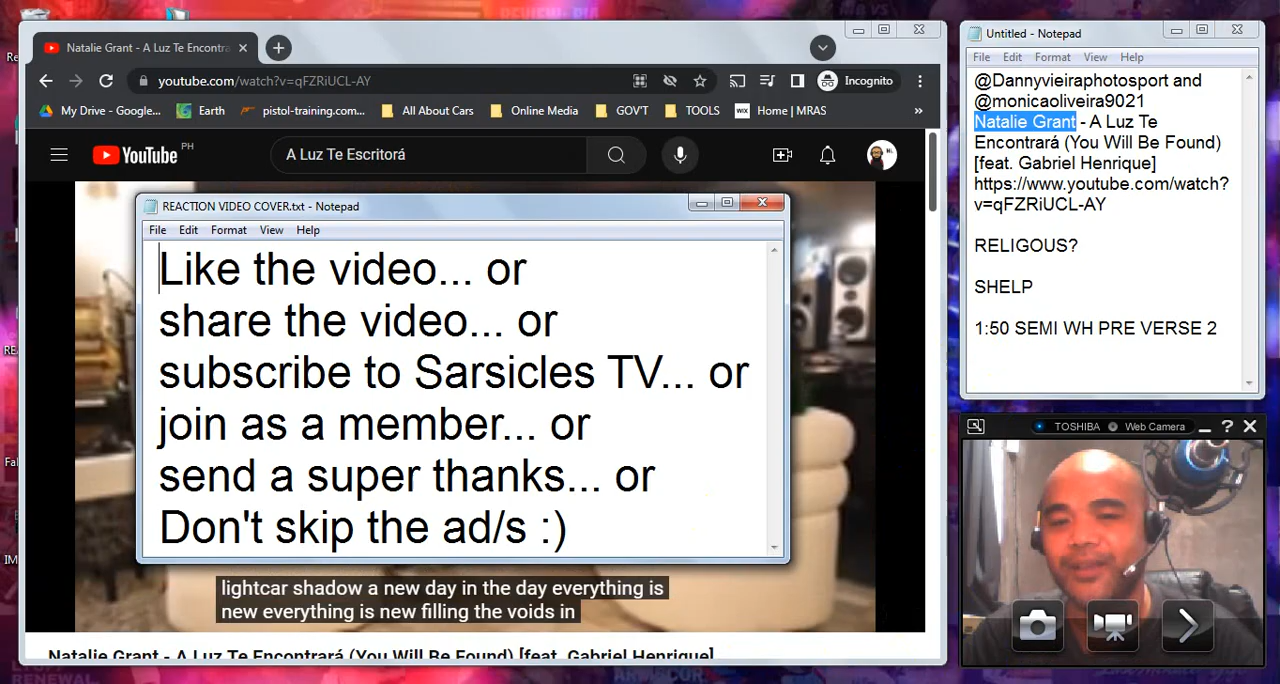 Natalie Grant - A Luz Te Encontra
youtube.com/watch?v=qFZRiUCL-AY
Incognito
My Drive - Google...
Earth
pistol-training.com...
All About Cars
Online Media
GOV'T
TOOLS
WIX
Home | MRAS
»
YouTube PH
A Luz Te Escritorá
REACTION VIDEO COVER.txt - Notepad
File Edit Format View Help
Like the video... or
share the video... or
subscribe to Sarsicles TV... or
join as a member... or
send a super thanks... or
Don't skip the ad/s :)
lightcar shadow a new day in the day everything is
new everything is new filling the voids in
Natalie Grant - A Luz Te Encontrará (You Will Be Found) [feat. Gabriel Henrique]
Untitled - Notepad
File Edit Format View Help
@Dannyvieiraphotosport and
@monicaoliveira9021
Natalie Grant - A Luz Te
Encontrará (You Will Be Found)
[feat. Gabriel Henrique]
https://www.youtube.com/watch?
v=qFZRiUCL-AY
RELIGOUS?
SHELP
1:50 SEMI WH PRE VERSE 2
TOSHIBA Web Camera